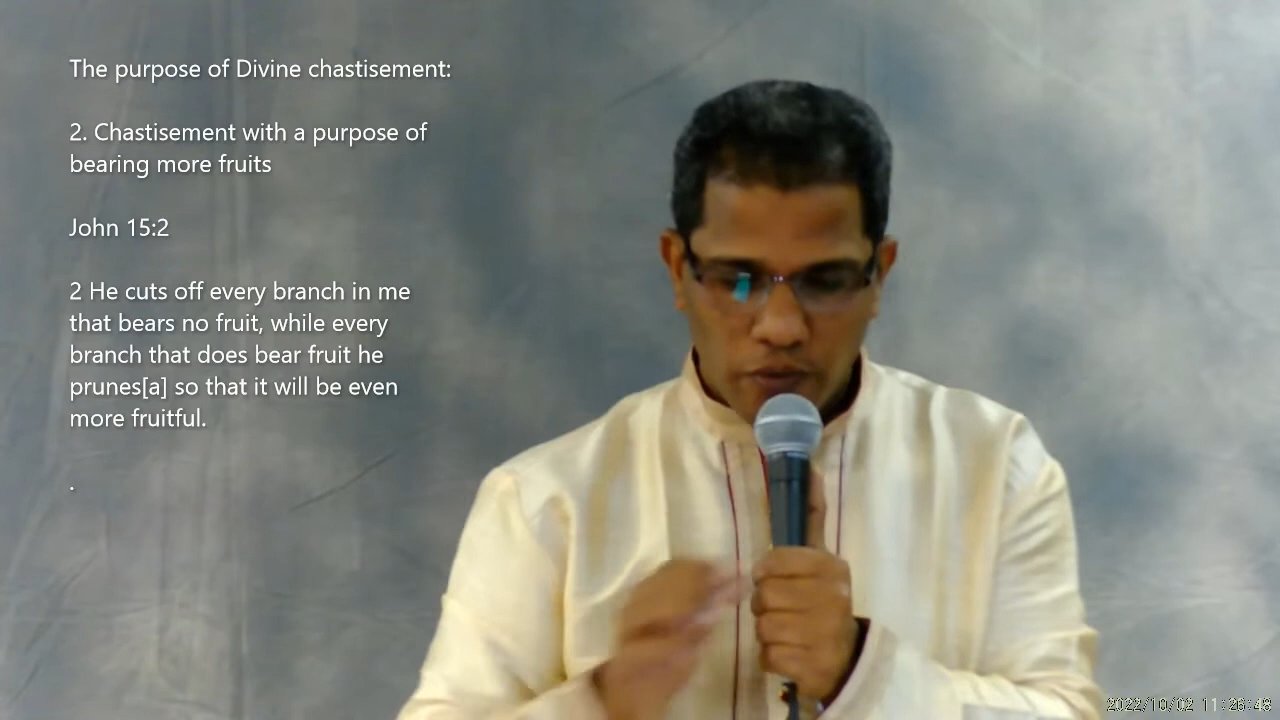 The purpose of Divine chastisement:
2. Chastisement with a purpose of
bearing more fruits
John 15:2
2 He cuts off every branch in me
that bears no fruit, while every
branch that does bear fruit he
prunes[a] so that it will be even
more fruitful.
.
2022/10/02 11:26:48